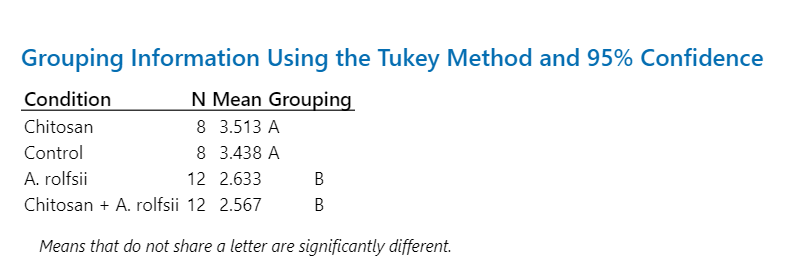 Grouping Information Using the Tukey Method and 95% Confidence
Condition N Mean Grouping
Chitosan 8 3.513 A
Control 8 3.438 A
A. rolfsii 12 2.633 B
Chitosan + A. rolfsii 12 2.567 B
Means that do not share a letter are significantly different.